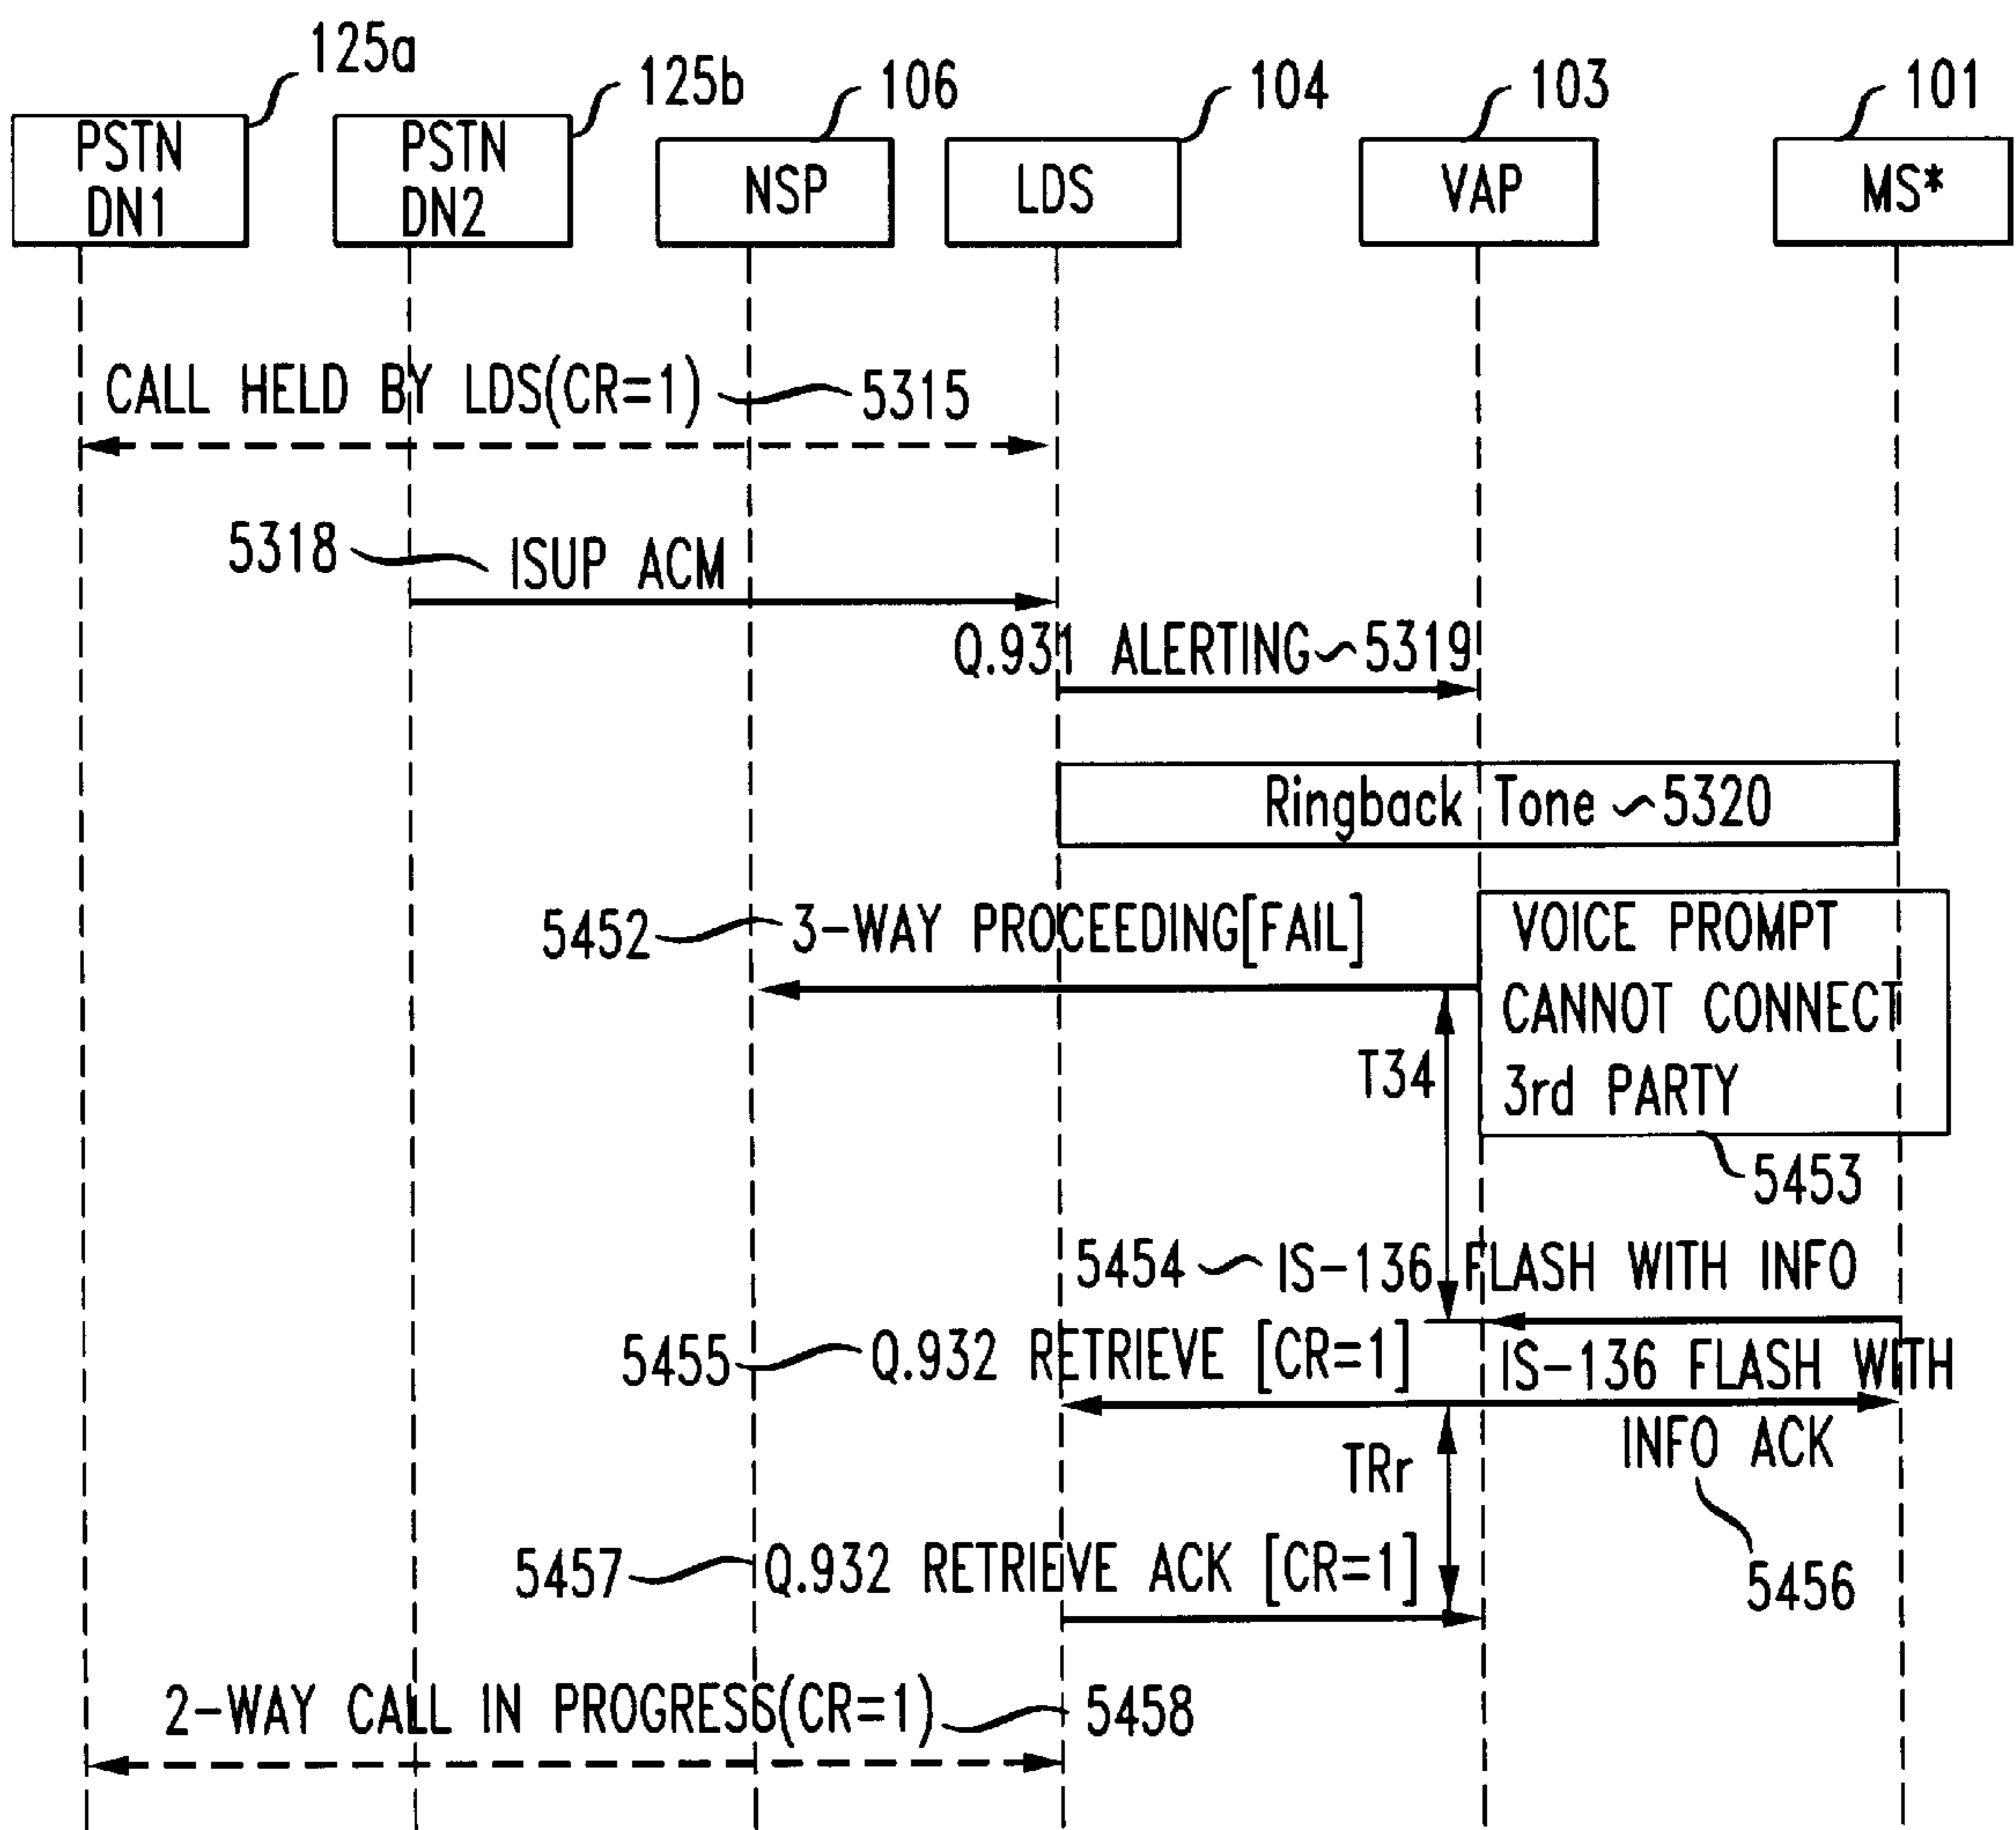 125a
125b
106
104
103
101
PSTN
DN1
PSTN
DN2
NSP
LDS
VAP
MS*
CALL HELD BY LDS(CR=1)
5315
5318
ISUP ACM
Q.931 ALERTING
5319
Ringback Tone
5320
5452
3-WAY PROCEEDING[FAIL]
VOICE PROMPT
CANNOT CONNECT
3rd PARTY
T34
5453
5454
IS-136 FLASH WITH INFO
5455
Q.932 RETRIEVE [CR=1]
IS-136 FLASH WITH
INFO ACK
TRr
5457
Q.932 RETRIEVE ACK [CR=1]
5456
2-WAY CALL IN PROGRESS(CR=1)
5458